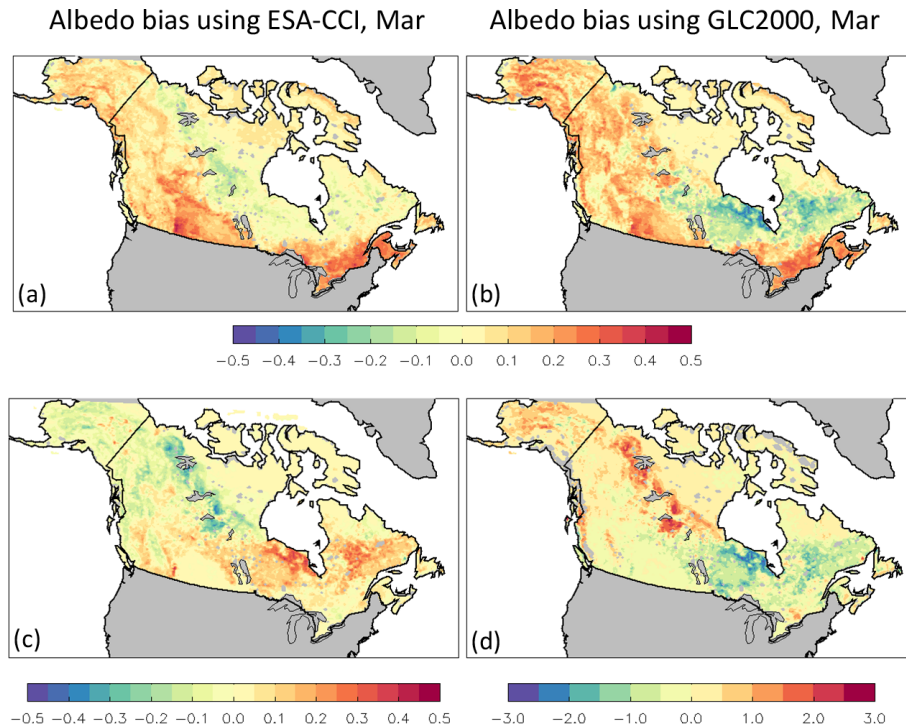 Albedo bias using ESA-CCI, Mar
Albedo bias using GLC2000, Mar
(a)
(b)
−0.5 −0.4 −0.3 −0.2 −0.1 0.0 0.1 0.2 0.3 0.4 0.5
(c)
(d)
−0.5 −0.4 −0.3 −0.2 −0.1 0.0 0.1 0.2 0.3 0.4 0.5
−3.0 −2.0 −1.0 0.0 1.0 2.0 3.0